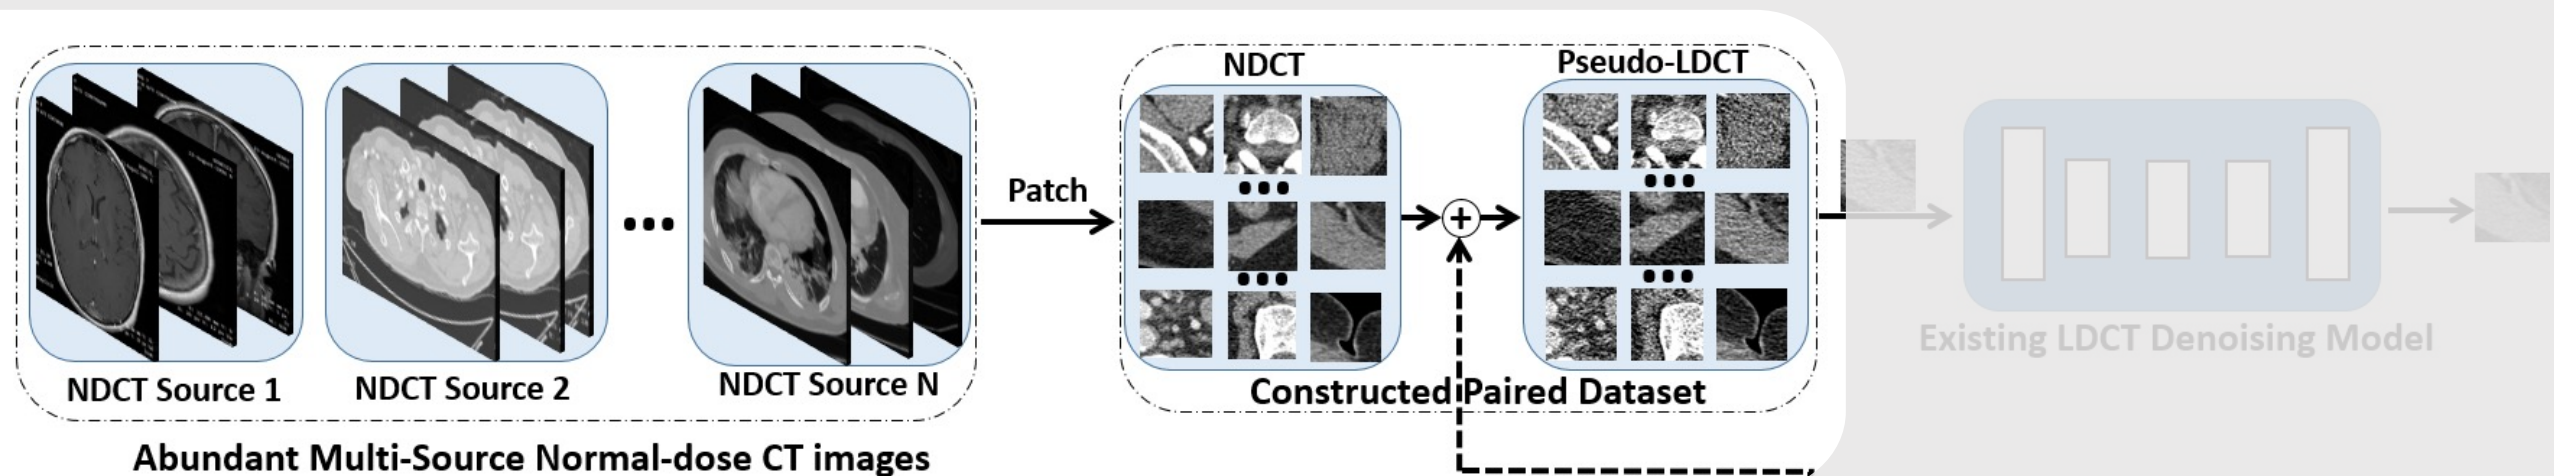 NDCT
Pseudo-LDCT
Patch
NDCT Source 1
NDCT Source 2
NDCT Source N
Constructed Paired Dataset
Existing LDCT Denoising Model
Abundant Multi-Source Normal-dose CT images